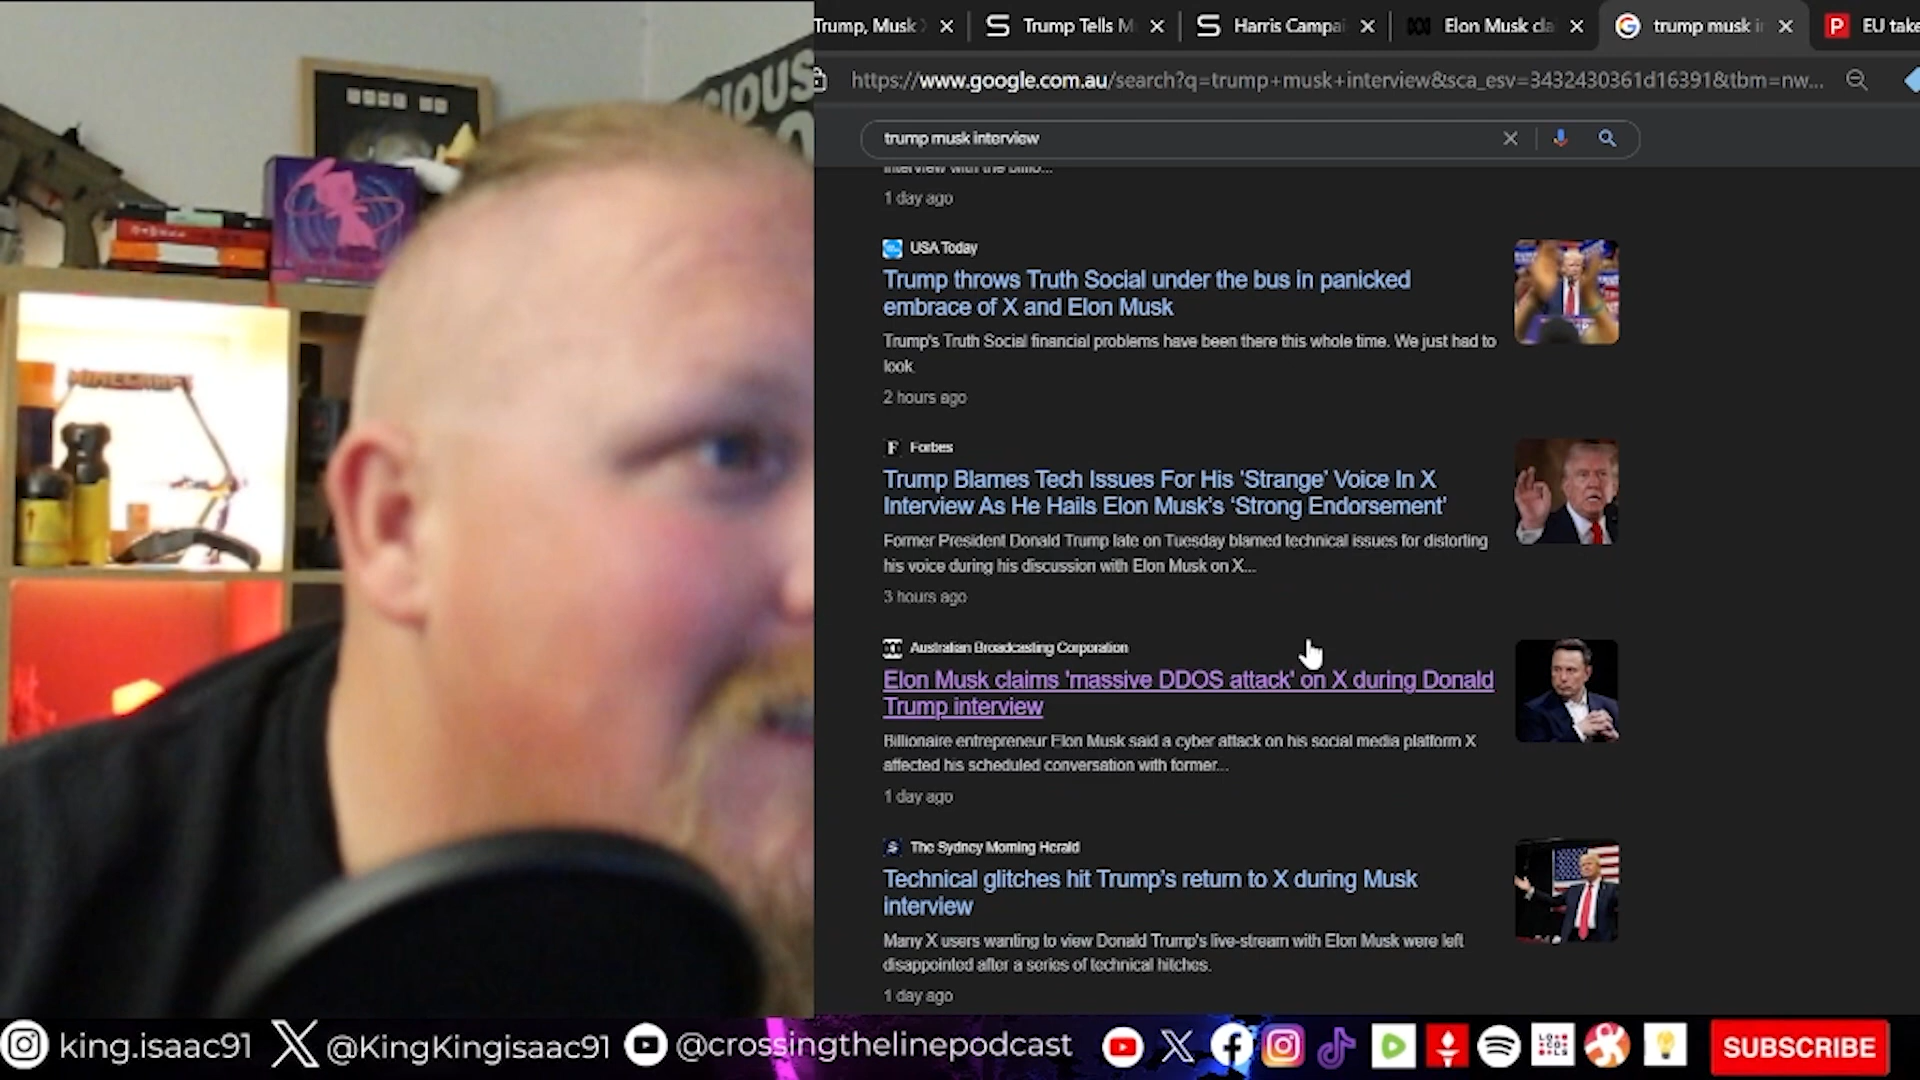 Trump, Musk
Trump Tells M
Harris Campai
Elon Musk cla
trump musk i
EU take
https://www.google.com.au/search?q=trump+musk+interview&sca_esv=3432430361d16391&tbm=nw...
trump musk interview
interview with the billio...
1 day ago
USA Today
Trump throws Truth Social under the bus in panicked
embrace of X and Elon Musk
Trump's Truth Social financial problems have been there this whole time. We just had to
look.
2 hours ago
Forbes
Trump Blames Tech Issues For His 'Strange' Voice In X
Interview As He Hails Elon Musk's 'Strong Endorsement'
Former President Donald Trump late on Tuesday blamed technical issues for distorting
his voice during his discussion with Elon Musk on X...
3 hours ago
Australian Broadcasting Corporation
Elon Musk claims 'massive DDOS attack' on X during Donald
Trump interview
Billionaire entrepreneur Elon Musk said a cyber attack on his social media platform X
affected his scheduled conversation with former...
1 day ago
The Sydney Morning Herald
Technical glitches hit Trump's return to X during Musk
interview
Many X users wanting to view Donald Trump's live-stream with Elon Musk were left
disappointed after a series of technical hitches.
1 day ago
MINECRAFT
CIOUS
king.isaac91
@KingKingisaac91
@crossingthelinepodcast
LOCALS
SUBSCRIBE